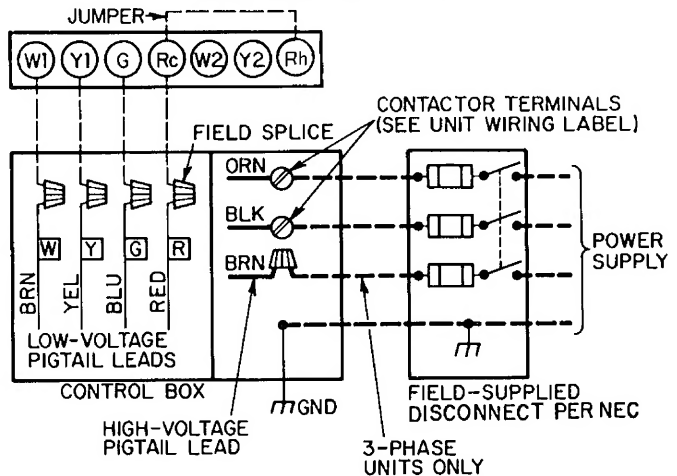 JUMPER
W1 Y1 G Rc W2 Y2 Rh
CONTACTOR TERMINALS
(SEE UNIT WIRING LABEL)
FIELD SPLICE
ORN
BLK
BRN
W Y G R
BRN YEL BLU RED
POWER
SUPPLY
LOW-VOLTAGE
PIGTAIL LEADS
CONTROL BOX
GND
FIELD-SUPPLIED
DISCONNECT PER NEC
HIGH-VOLTAGE
PIGTAIL LEAD
3-PHASE
UNITS ONLY